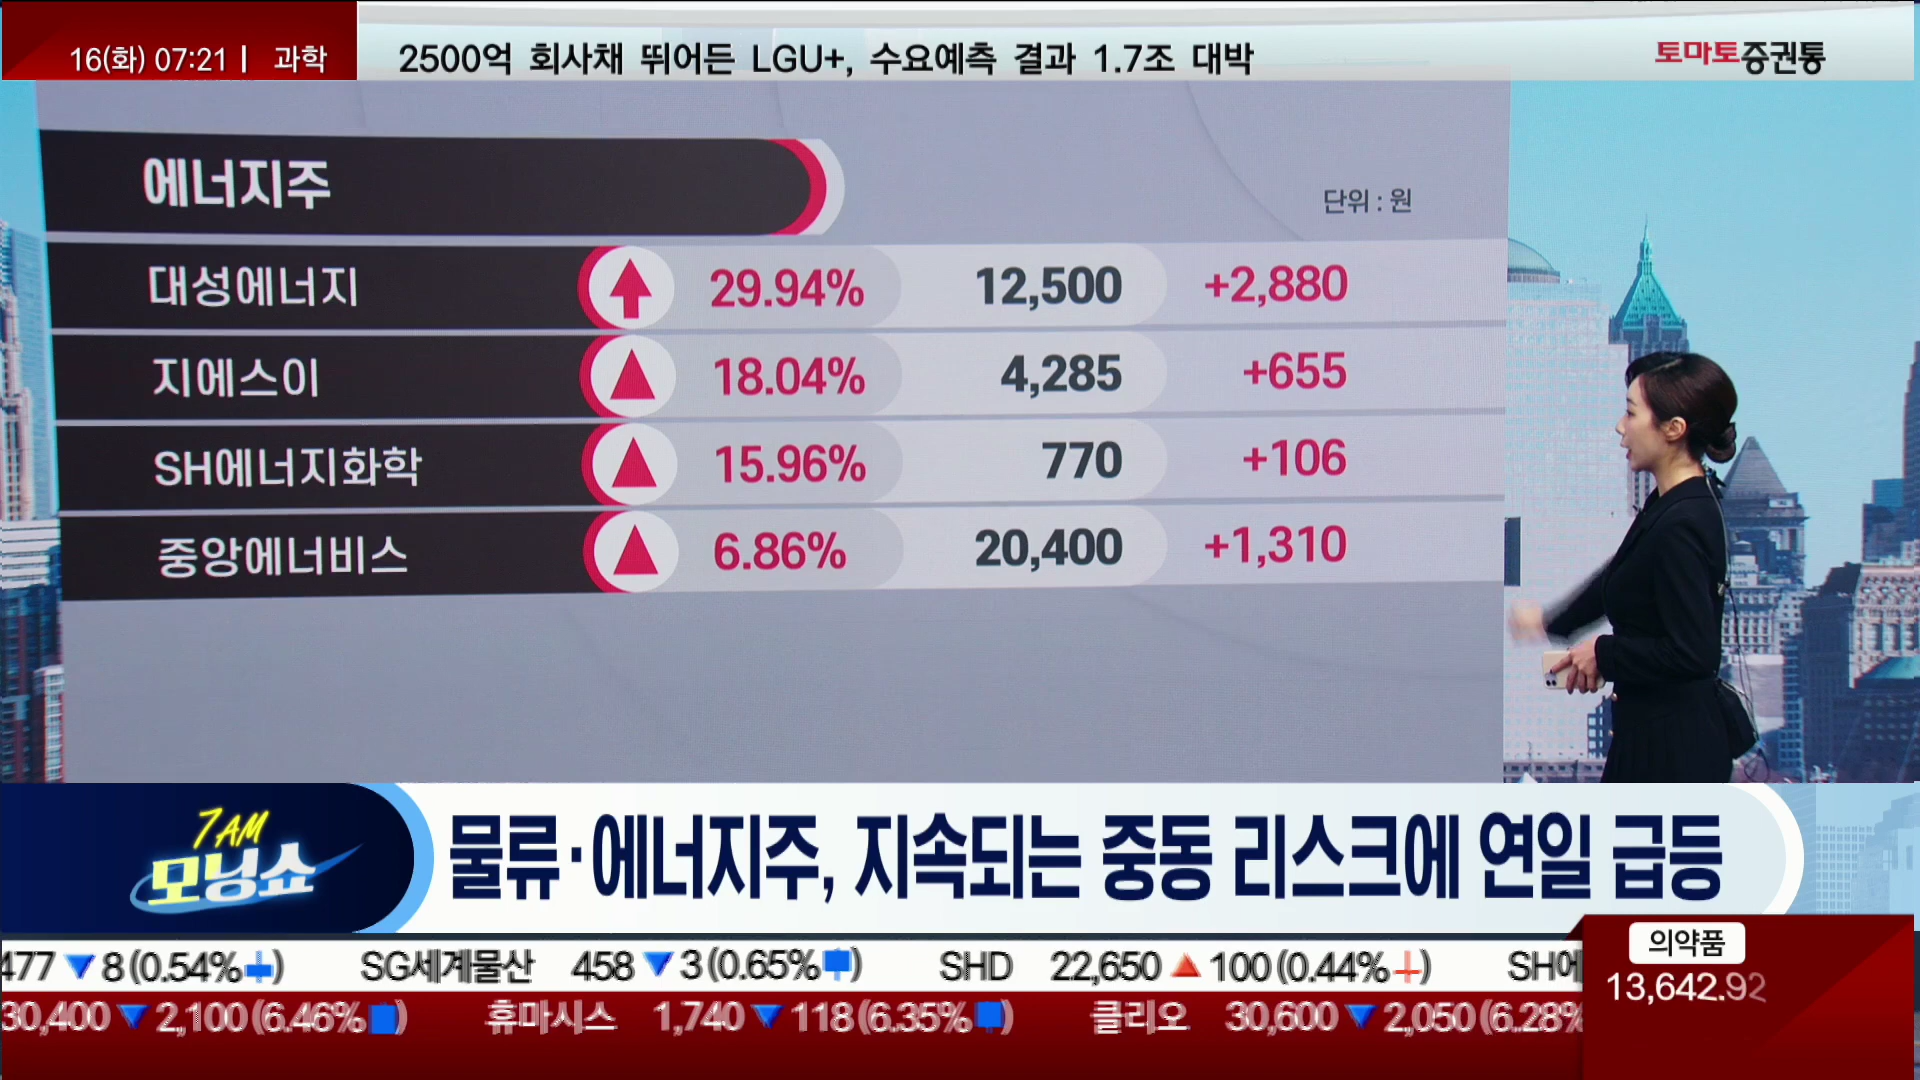 16(화) 07:21 | 과학
2500억 회사채 뛰어든 LGU+, 수요예측 결과 1.7조 대박
토마토증권통
에너지주
단위 : 원
대성에너지 29.94% 12,500 +2,880
지에스이 18.04% 4,285 +655
SH에너지화학 15.96% 770 +106
중앙에너비스 6.86% 20,400 +1,310
7AM
모닝쇼
물류·에너지주, 지속되는 중동 리스크에 연일 급등
477 ▼ 8 (0.54%) SG세계물산 458 ▼ 3 (0.65%) SHD 22,650 ▲ 100 (0.44%) SH에
의약품
13,642.92
30,400 ▼ 2,100 (6.46%) 휴마시스 1,740 ▼ 118 (6.35%) 클리오 30,600 ▼ 2,050 (6.28%